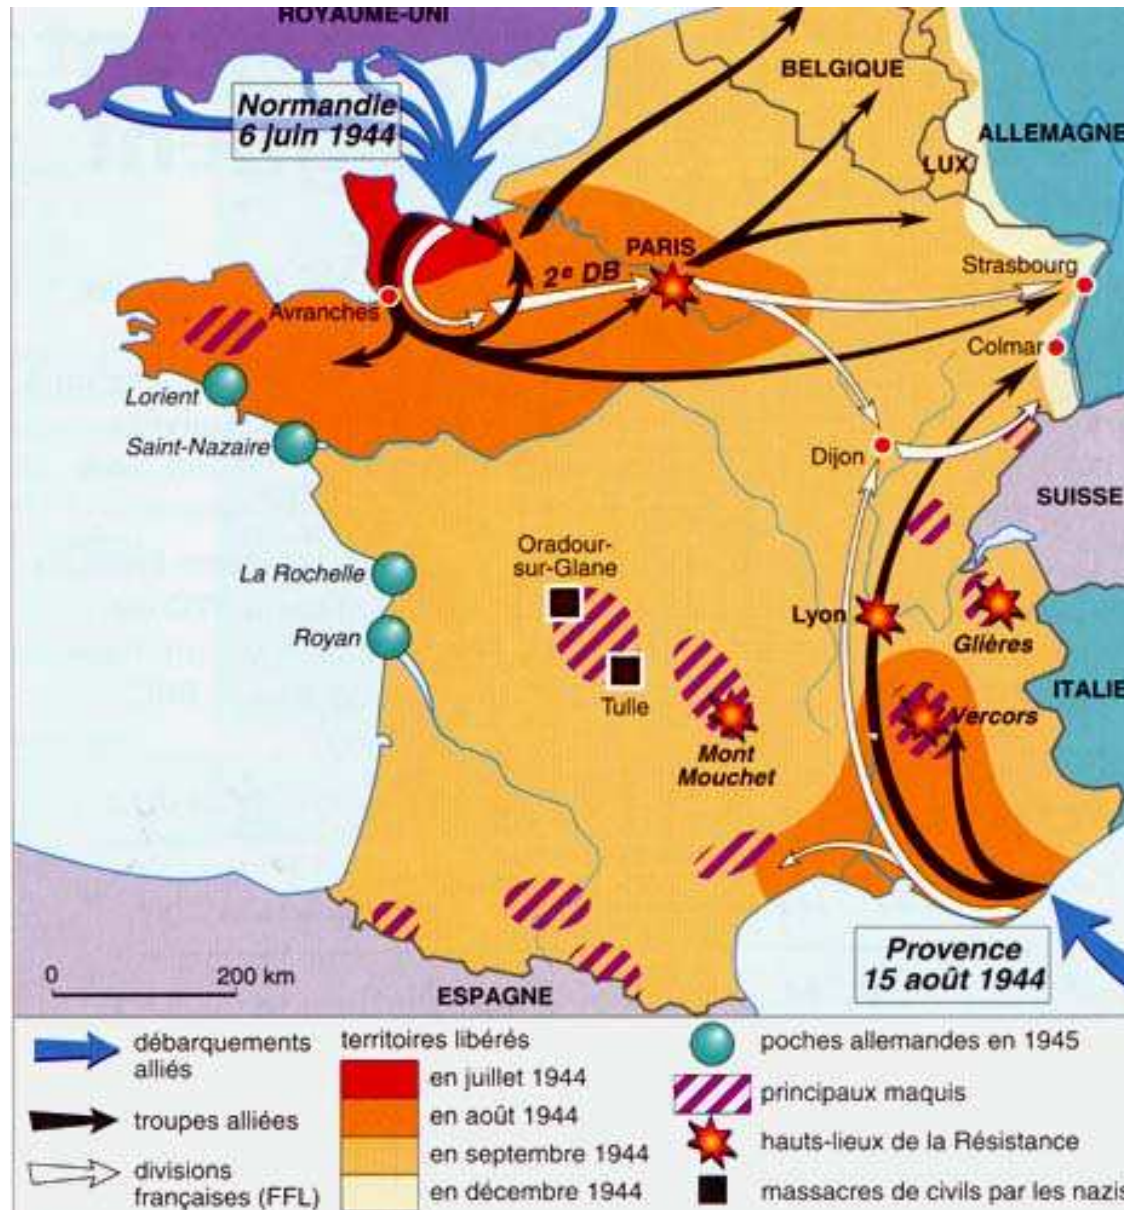 ROYAUME-UNI
Normandie
6 juin 1944
BELGIQUE
ALLEMAGNE
LUX.
PARIS
2e DB
Strasbourg
Avranches
Colmar
Lorient
Saint-Nazaire
Dijon
SUISSE
Oradour-
sur-Glane
La Rochelle
Lyon
Royan
Glières
Tulle
ITALIE
Vercors
Mont
Mouchet
Provence
15 août 1944
0 200 km
ESPAGNE
débarquements
alliés
troupes alliées
divisions
françaises (FFL)
territoires libérés
en juillet 1944
en août 1944
en septembre 1944
en décembre 1944
poches allemandes en 1945
principaux maquis
hauts-lieux de la Résistance
massacres de civils par les nazis